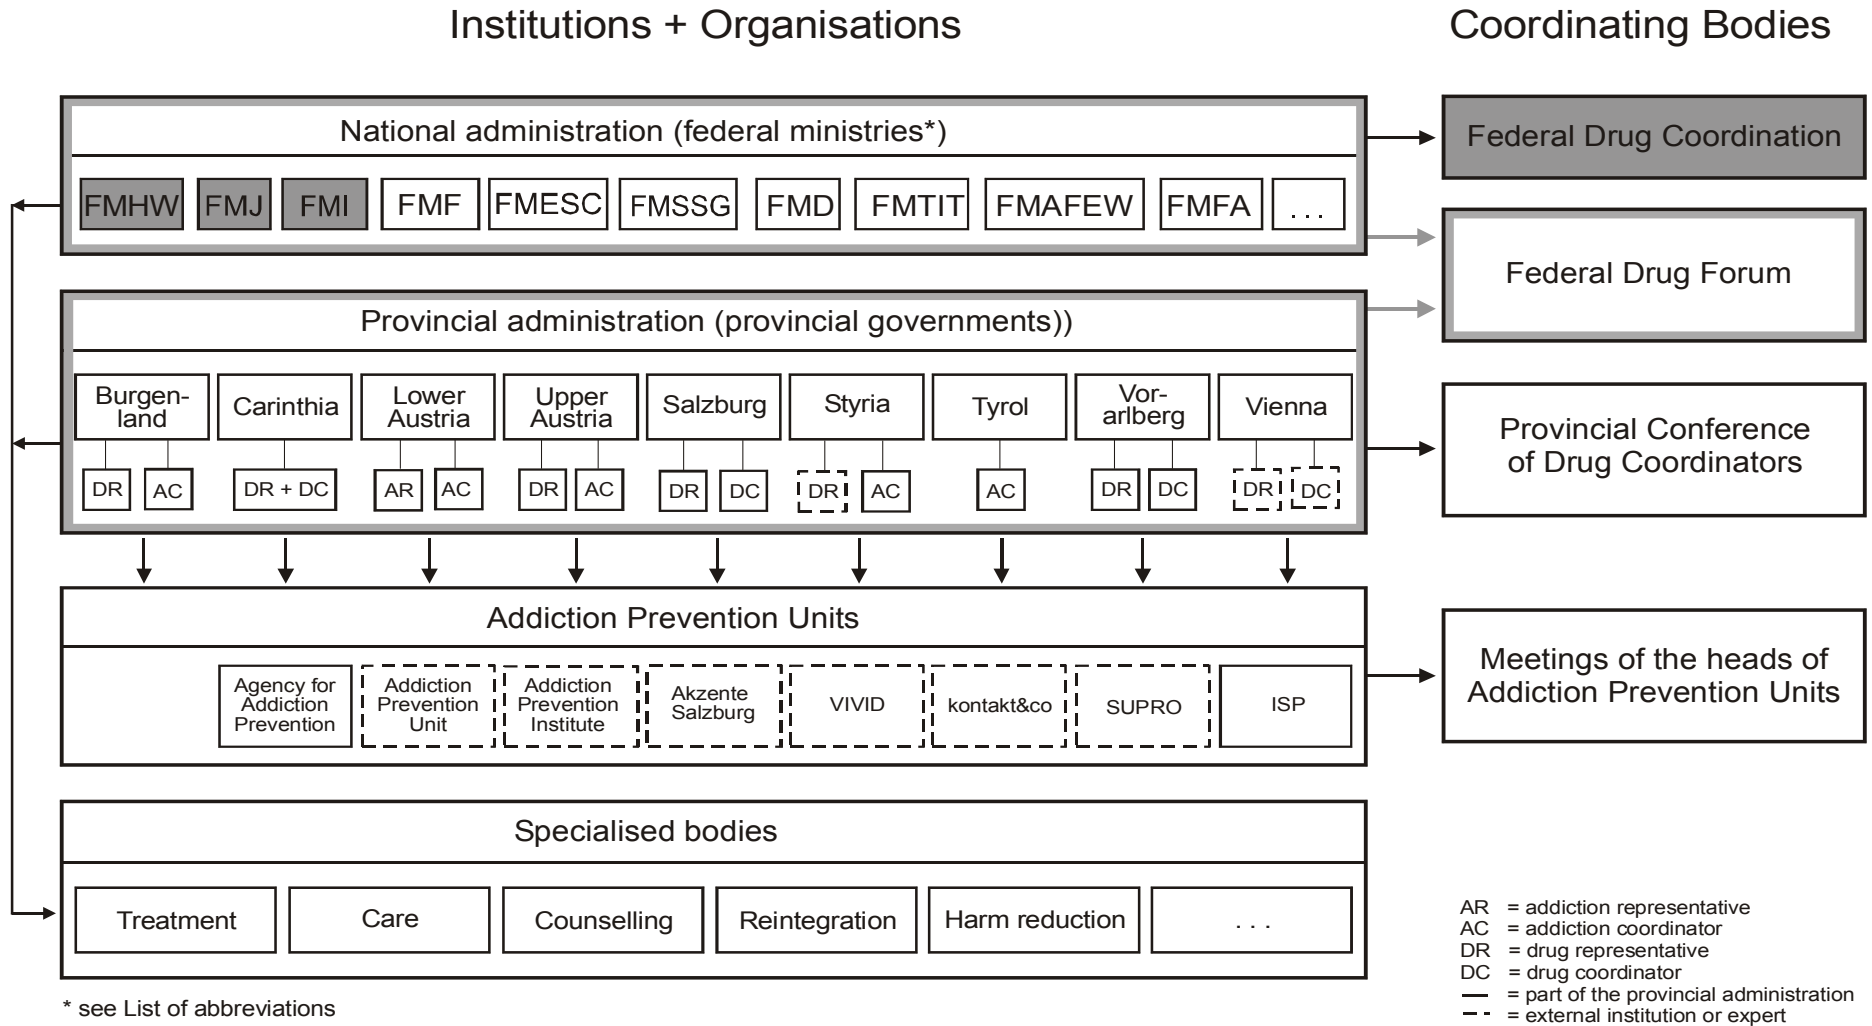 Institutions + Organisations
Coordinating Bodies
National administration (federal ministries*)
FMHW FMJ FMI FMF FMESC FMSSG FMD FMTIT FMAFEW FMFA ...
Federal Drug Coordination
Federal Drug Forum
Provincial administration (provincial governments))
Burgen-
land
Carinthia
Lower
Austria
Upper
Austria
Salzburg
Styria
Tyrol
Vor-
arlberg
Vienna
DR AC DR + DC AR AC DR AC DR DC DR AC AC DR DC DR DC
Provincial Conference
of Drug Coordinators
Addiction Prevention Units
Agency for
Addiction
Prevention
Addiction
Prevention
Unit
Addiction
Prevention
Institute
Akzente
Salzburg
VIVID
kontakt&co
SUPRO
ISP
Meetings of the heads of
Addiction Prevention Units
Specialised bodies
Treatment
Care
Counselling
Reintegration
Harm reduction
...
AR = addiction representative
AC = addiction coordinator
DR = drug representative
DC = drug coordinator
= part of the provincial administration
= external institution or expert
* see List of abbreviations